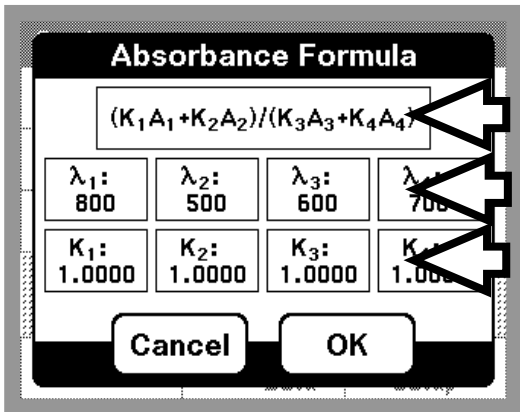 Absorbance Formula
(K₁A₁+K₂A₂)/(K₃A₃+K₄A₄)
λ₁: λ₂: λ₃:
800 500 600 700
K₁: K₂: K₃:
1.0000 1.0000 1.0000
Cancel OK